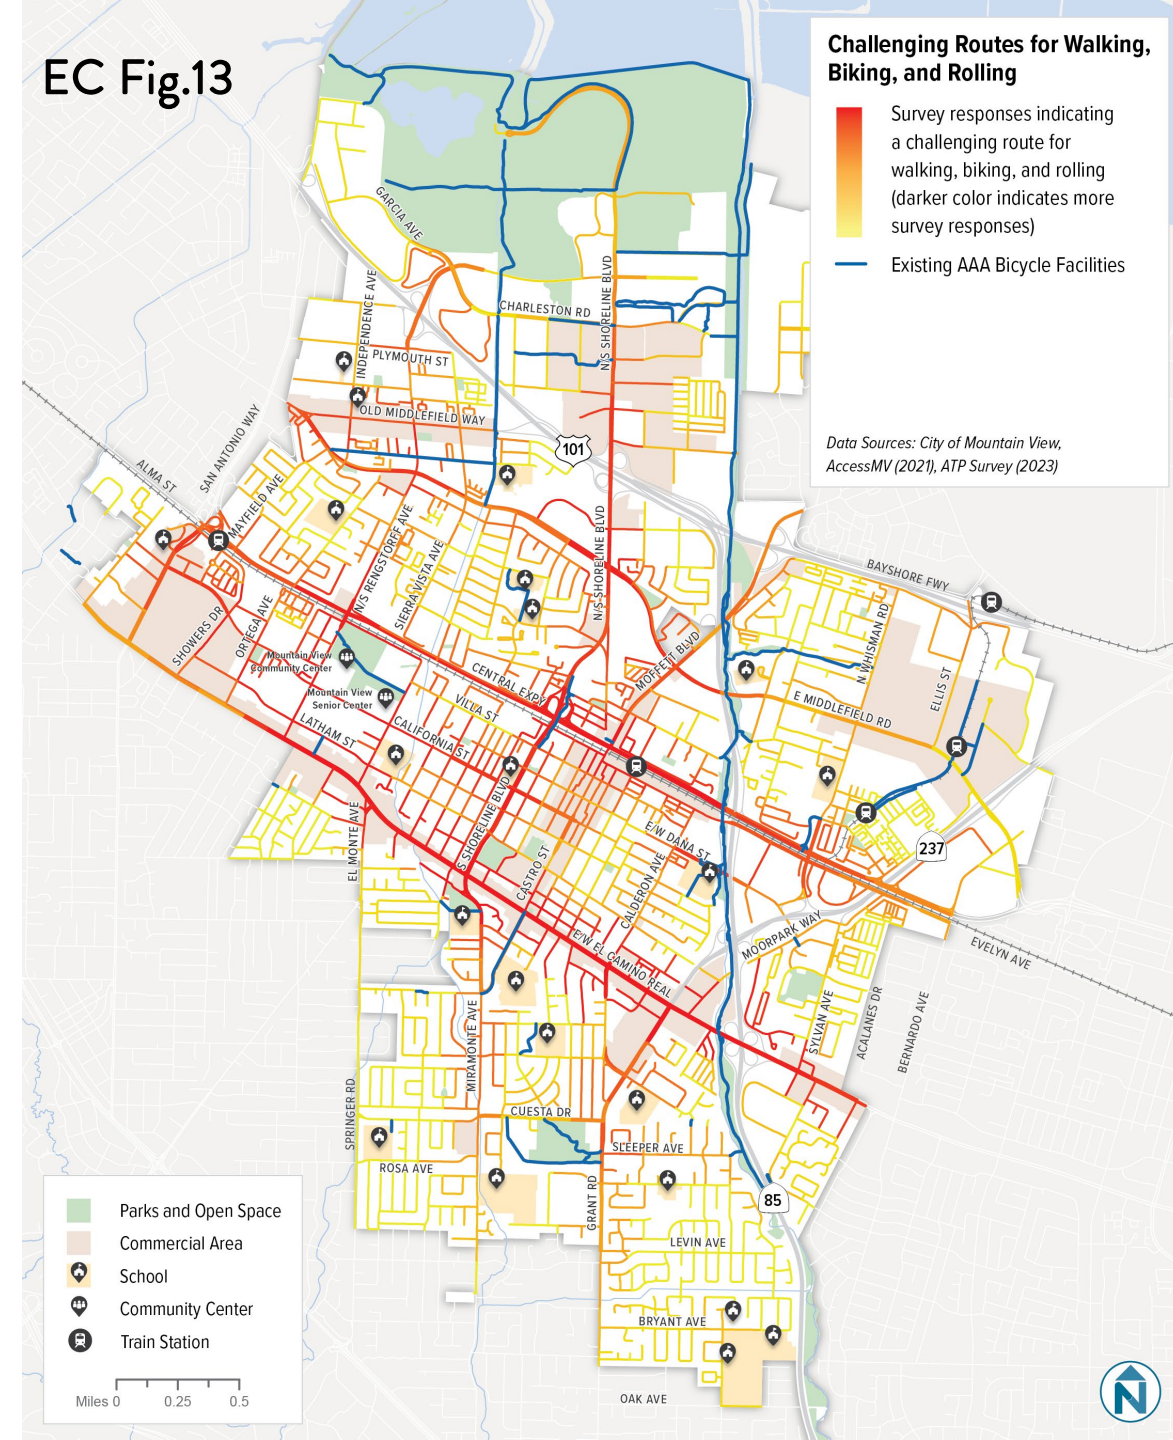 EC Fig.13
Challenging Routes for Walking,
Biking, and Rolling
Survey responses indicating
a challenging route for
walking, biking, and rolling
(darker color indicates more
survey responses)
Existing AAA Bicycle Facilities
Data Sources: City of Mountain View,
AccessMV (2021), ATP Survey (2023)
GARCIA AVE
INDEPENDENCE AVE
CHARLESTON RD
N/S SHORELINE BLVD
PLYMOUTH ST
OLD MIDDLEFIELD WAY
101
SAN ANTONIO WAY
ALMA ST
MAYFIELD AVE
N/S RENGSTORFF AVE
SIERRA VISTA AVE
N/S SHORELINE BLVD
BAYSHORE FWY
N WHISMAN RD
ELLIS ST
SHOWERS DR
ORTEGA AVE
Mountain View
Community Center
Mountain View
Senior Center
MOFFETT BLVD
CENTRAL EXPY
E MIDDLEFIELD RD
VILLA ST
LATHAM ST
CALIFORNIA ST
EL MONTE AVE
S SHORELINE BLVD
E/W DANA ST
237
CASTRO ST
CALDERON AVE
MOORPARK WAY
E/W EL CAMINO REAL
EVELYN AVE
MIRAMONTE AVE
SYLVAN AVE
ACALANES DR
BERNARDO AVE
SPRINGER RD
CUESTA DR
SLEEPER AVE
ROSA AVE
GRANT RD
85
LEVIN AVE
BRYANT AVE
OAK AVE
Parks and Open Space
Commercial Area
School
Community Center
Train Station
Miles 0 0.25 0.5
N